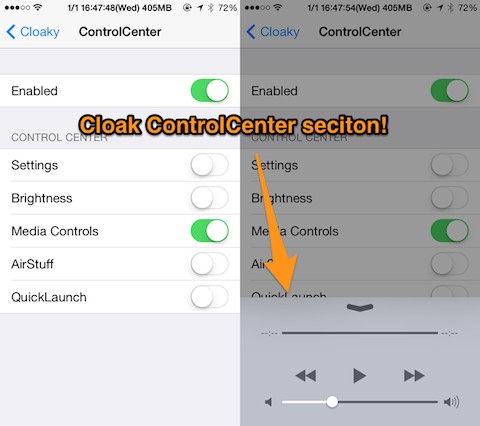 1/1 16:47:48(Wed) 405MB 72%
Cloaky ControlCenter
Enabled
CONTROL CENTER
Settings
Brightness
Media Controls
AirStuff
QuickLaunch
Cloak ControlCenter seciton!
1/1 16:47:54(Wed) 402MB 72%
Cloaky ControlCenter
Enabled
CONTROL CENTER
Settings
Brightness
Media Controls
AirStuff
QuickLaunch
--:-- --:--